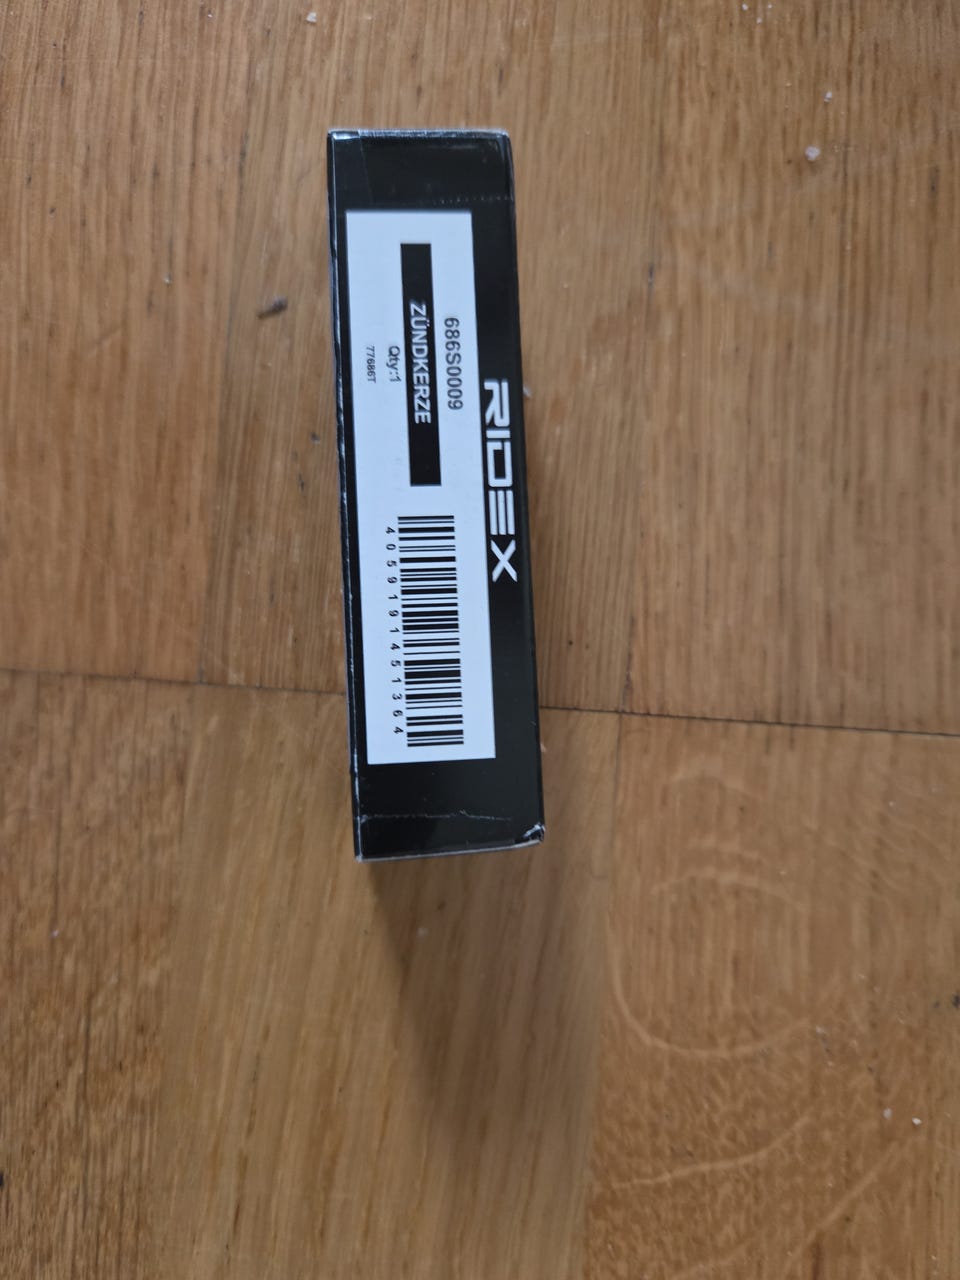 RIDEX
686S0009
ZÜNDKERZE
Qty:1
77686T
4059191451364